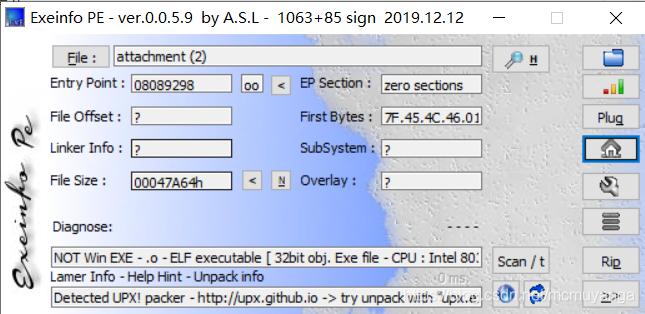 Exeinfo PE - ver.0.0.5.9 by A.S.L - 1063+85 sign 2019.12.12
File : attachment (2) H
Entry Point : 08089298 oo < EP Section : zero sections
File Offset : ? First Bytes : 7F.45.4C.46.01 Plug
Linker Info : ? SubSystem : ?
File Size : 00047A64h < N Overlay : ?
Diagnose: ----
NOT Win EXE - .o - ELF executable [ 32bit obj. Exe file - CPU : Intel 80 Scan / t Rip
Lamer Info - Help Hint - Unpack info 0 ms
Detected UPX! packer - http://upx.github.io -> try unpack with "upx.e >>
Exeinfo Pe